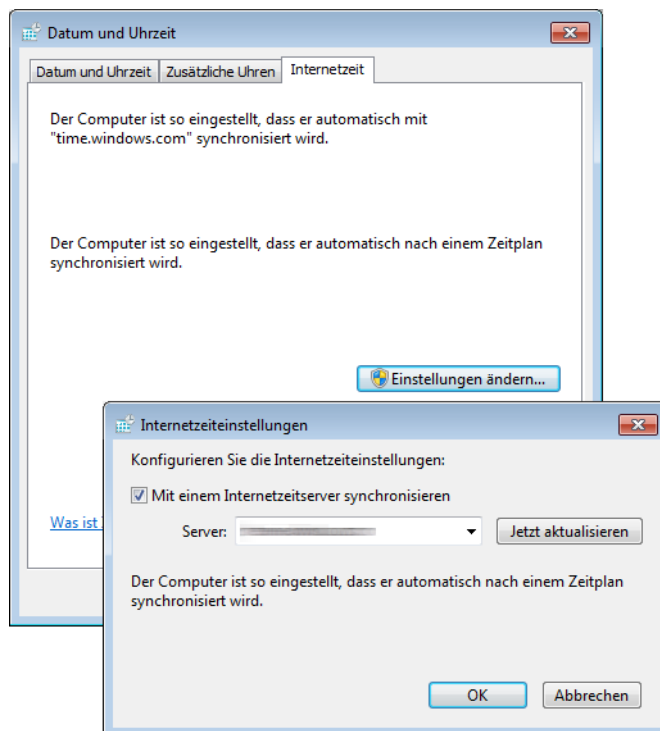 Datum und Uhrzeit
Datum und Uhrzeit
Zusätzliche Uhren
Internetzeit
Der Computer ist so eingestellt, dass er automatisch mit
"time.windows.com" synchronisiert wird.
Der Computer ist so eingestellt, dass er automatisch nach einem Zeitplan
synchronisiert wird.
Einstellungen ändern...
Was ist
Internetzeiteinstellungen
Konfigurieren Sie die Internetzeiteinstellungen:
Mit einem Internetzeitserver synchronisieren
Server:
Jetzt aktualisieren
Der Computer ist so eingestellt, dass er automatisch nach einem Zeitplan
synchronisiert wird.
OK
Abbrechen